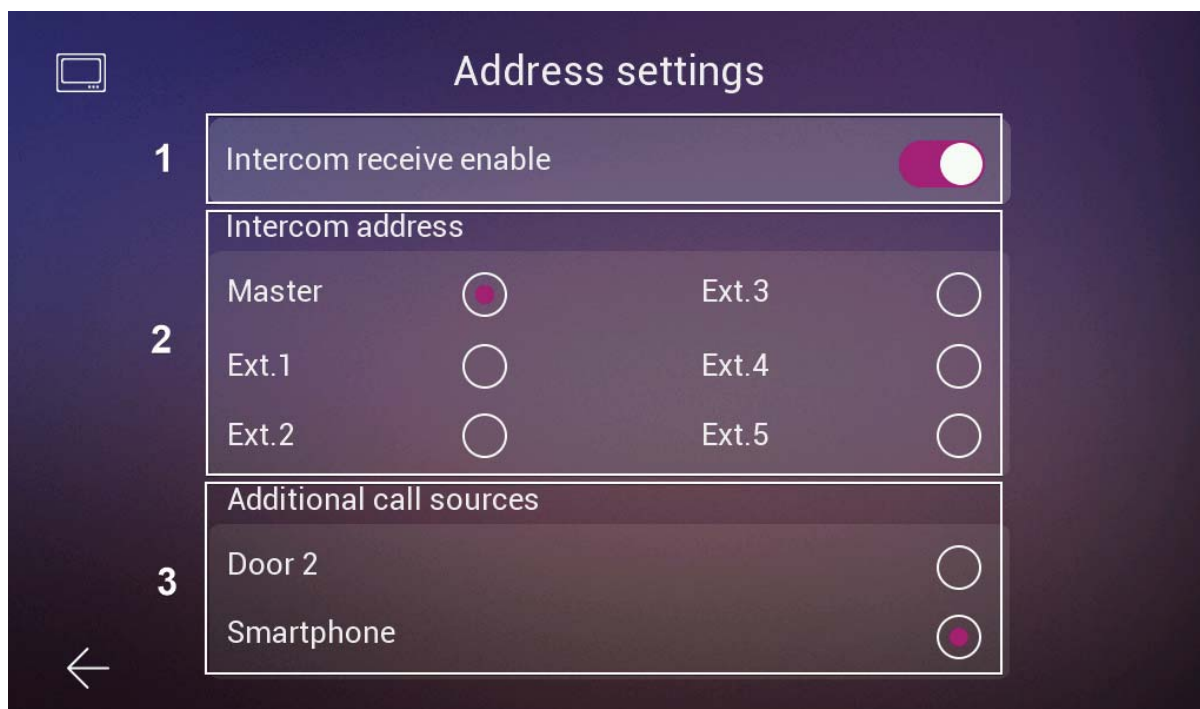 Address settings
1
Intercom receive enable
Intercom address
Master
Ext.3
2
Ext.1
Ext.4
Ext.2
Ext.5
Additional call sources
Door 2
3
Smartphone